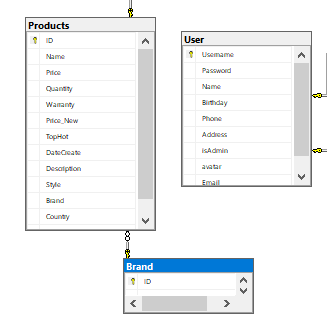 Products
ID
Name
Price
Quantity
Warranty
Price_New
TopHot
DateCreate
Description
Style
Brand
Country
User
Username
Password
Name
Birthday
Phone
Address
isAdmin
avatar
Email
Brand
ID